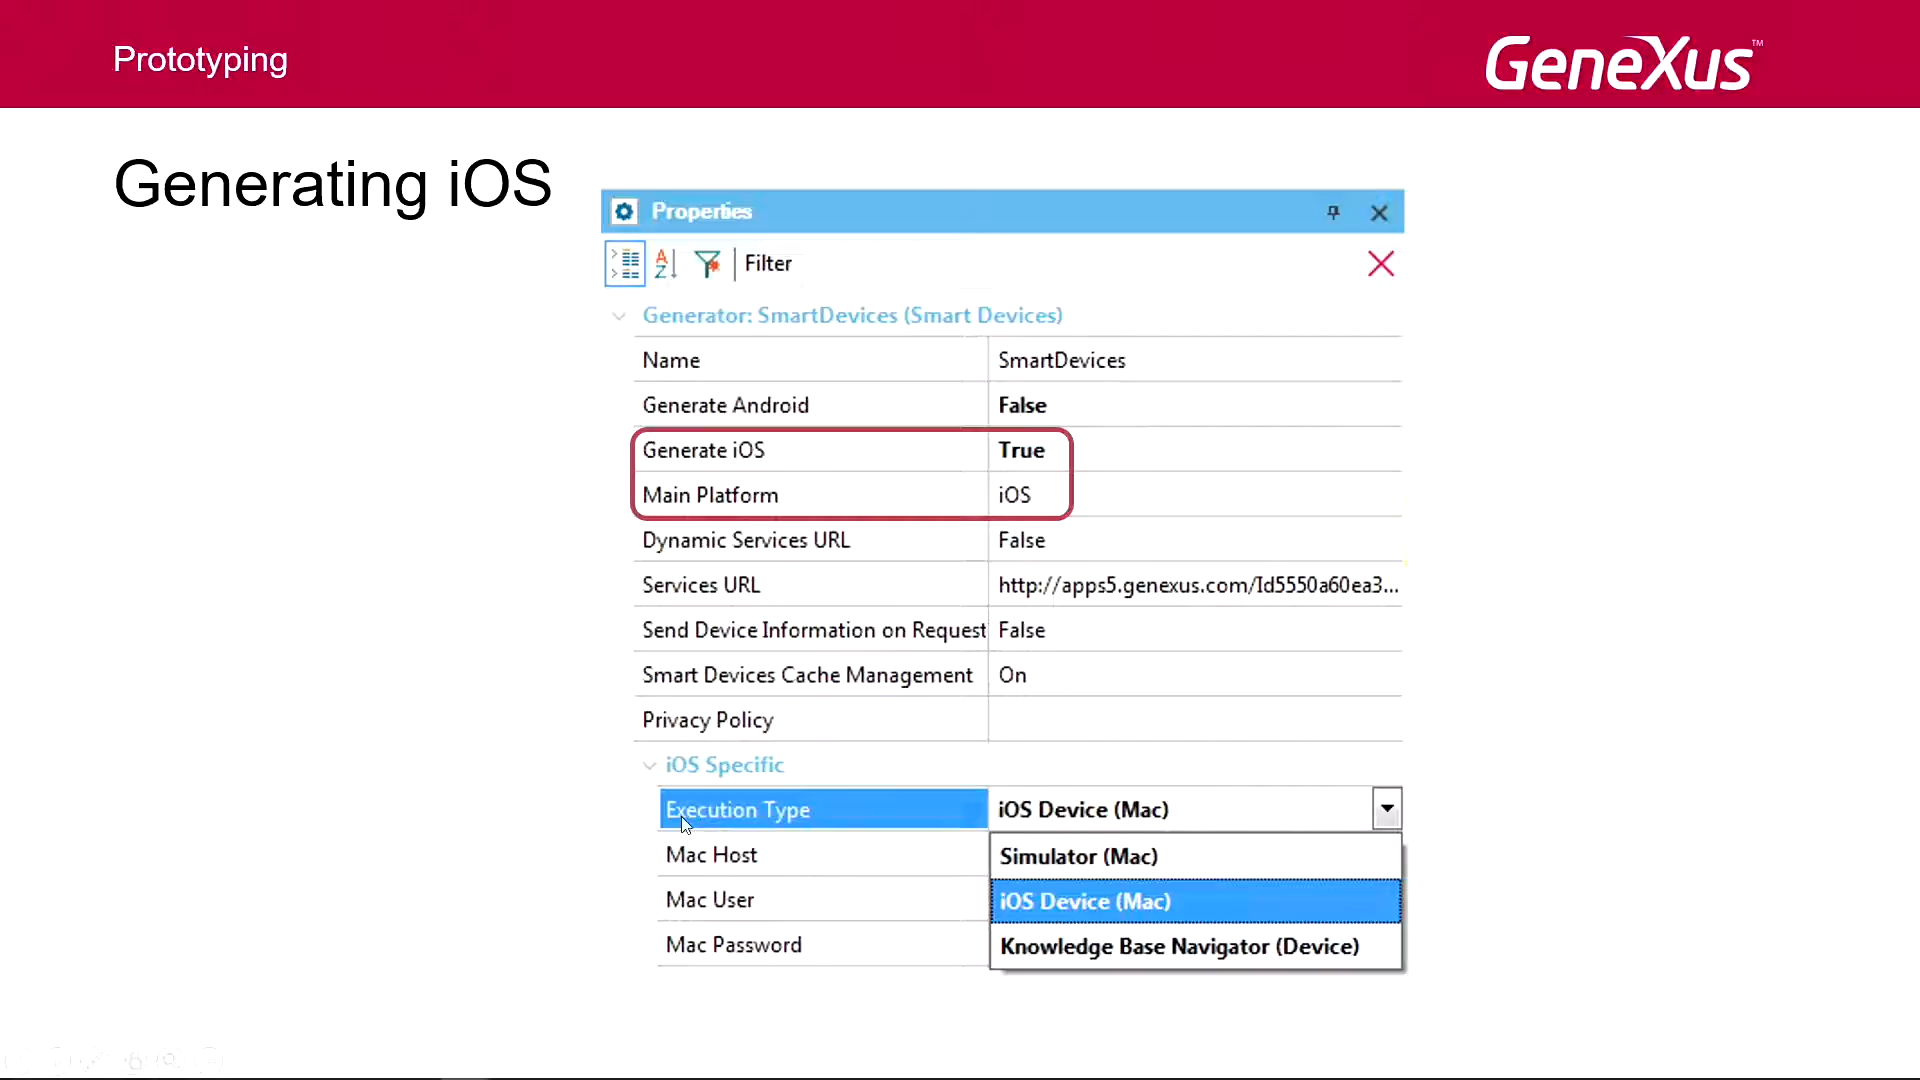 Prototyping
GeneXus™
Generating iOS
Properties
Filter
Generator: SmartDevices (Smart Devices)
Name SmartDevices
Generate Android False
Generate iOS True
Main Platform iOS
Dynamic Services URL False
Services URL http://apps5.genexus.com/Id5550a60ea3...
Send Device Information on Request False
Smart Devices Cache Management On
Privacy Policy
iOS Specific
Execution Type iOS Device (Mac)
Mac Host Simulator (Mac)
Mac User iOS Device (Mac)
Mac Password Knowledge Base Navigator (Device)